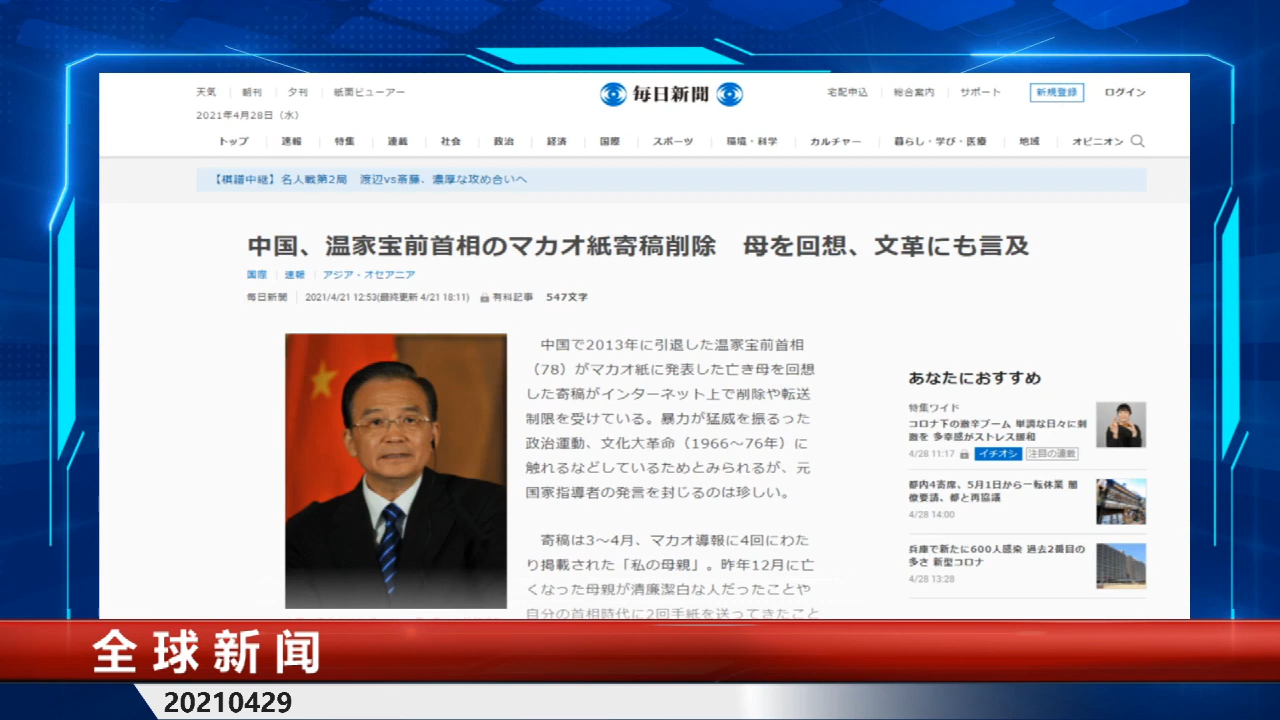 天気 朝刊 夕刊 紙面ビューアー
毎日新聞
宅配申込 総合案内 サポート 新規登録 ログイン
2021年4月28日（水）
トップ 速報 特集 連載 社会 政治 経済 国際 スポーツ 環境・科学 カルチャー 暮らし・学び・医療 地域 オピニオン
【棋譜中継】名人戦第2局　渡辺vs斎藤、濃厚な攻め合いへ
中国、温家宝前首相のマカオ紙寄稿削除　母を回想、文革にも言及
国際 速報 アジア・オセアニア
毎日新聞 2021/4/21 12:53(最終更新 4/21 18:11) 有料記事 547文字
中国で2013年に引退した温家宝前首相
（78）がマカオ紙に発表した亡き母を回想
した寄稿がインターネット上で削除や転送
制限を受けている。暴力が猛威を振るった
政治運動、文化大革命（1966～76年）に
触れるなどしているためとみられるが、元
国家指導者の発言を封じるのは珍しい。
寄稿は3～4月、マカオ導報に4回にわた
り掲載された「私の母親」。昨年12月に亡
くなった母親が清廉潔白な人だったことや
自分の首相時代に2回手紙を送ってきたこと
あなたにおすすめ
特集ワイド
コロナ下の激辛ブーム 単調な日々に刺
激を 多幸感がストレス緩和
4/28 11:17 イチオシ 注目の連載
都内4寄席、5月1日から一転休業 関
係要請、都と再協議
4/28 14:00
兵庫で新たに600人感染 過去2番目の
多さ 新型コロナ
4/28 13:28
全球新闻
20210429